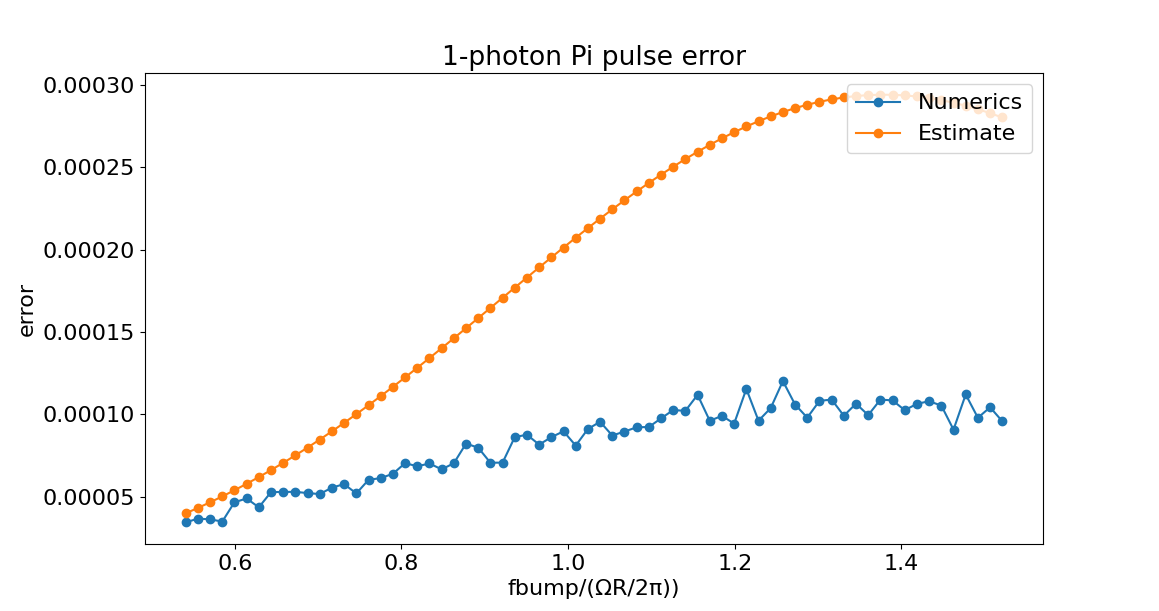 1-photon Pi pulse error
0.00030
0.00025
0.00020
0.00015
0.00010
0.00005
error
Numerics
Estimate
0.6 0.8 1.0 1.2 1.4
fbump/(ΩR/2π))